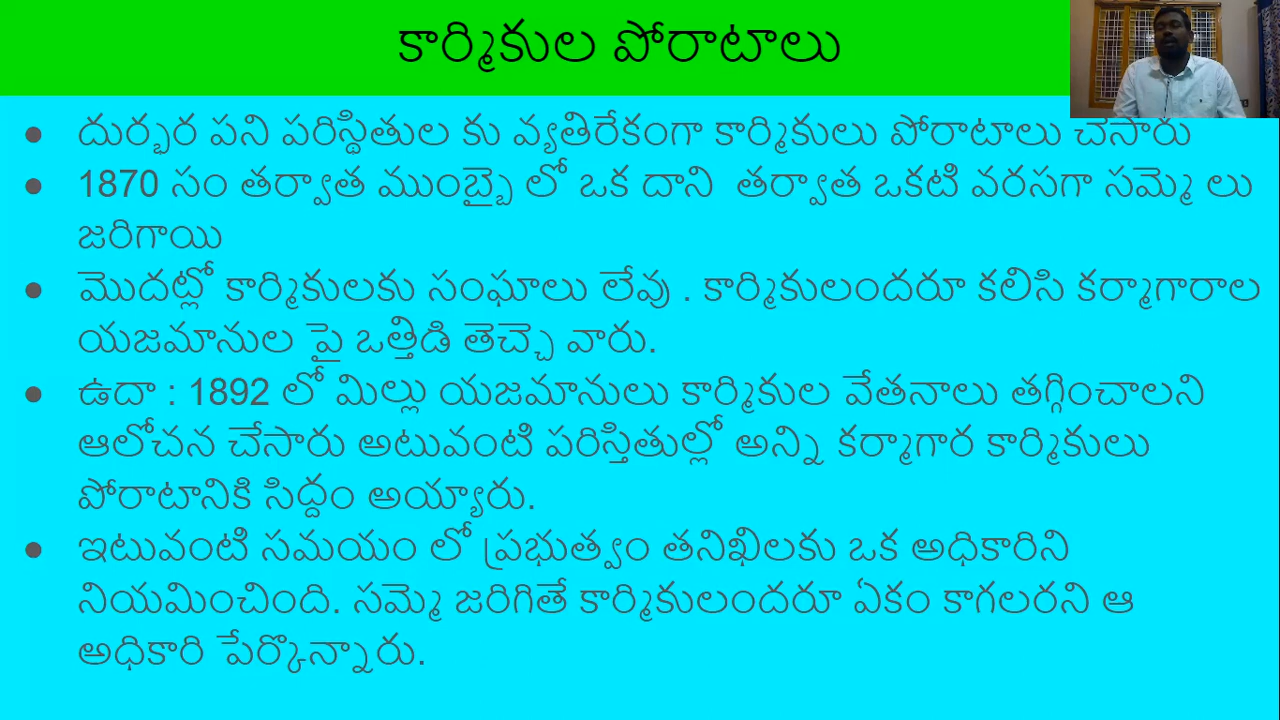 కార్మికుల పోరాటాలు
● దుర్భర పని పరిస్థితుల కు వ్యతిరేకంగా కార్మికులు పోరాటాలు చేసారు
● 1870 సం తర్వాత ముంబ్బై లో ఒక దాని తర్వాత ఒకటి వరసగా సమ్మె లు
జరిగాయి
● మొదట్లో కార్మికులకు సంఘాలు లేవు . కార్మికులందరూ కలిసి కర్మాగారాల
యజమానుల పై ఒత్తిడి తెచ్చె వారు.
● ఉదా : 1892 లో మిల్లు యజమానులు కార్మికుల వేతనాలు తగ్గించాలని
ఆలోచన చేసారు అటువంటి పరిస్తితుల్లో అన్ని కర్మాగార కార్మికులు
పోరాటానికి సిద్దం అయ్యారు.
● ఇటువంటి సమయం లో ప్రభుత్వం తనిఖిలకు ఒక అధికారిని
నియమించింది. సమ్మె జరిగితే కార్మికులందరూ ఏకం కాగలరని ఆ
అధికారి పేర్కొన్నారు.